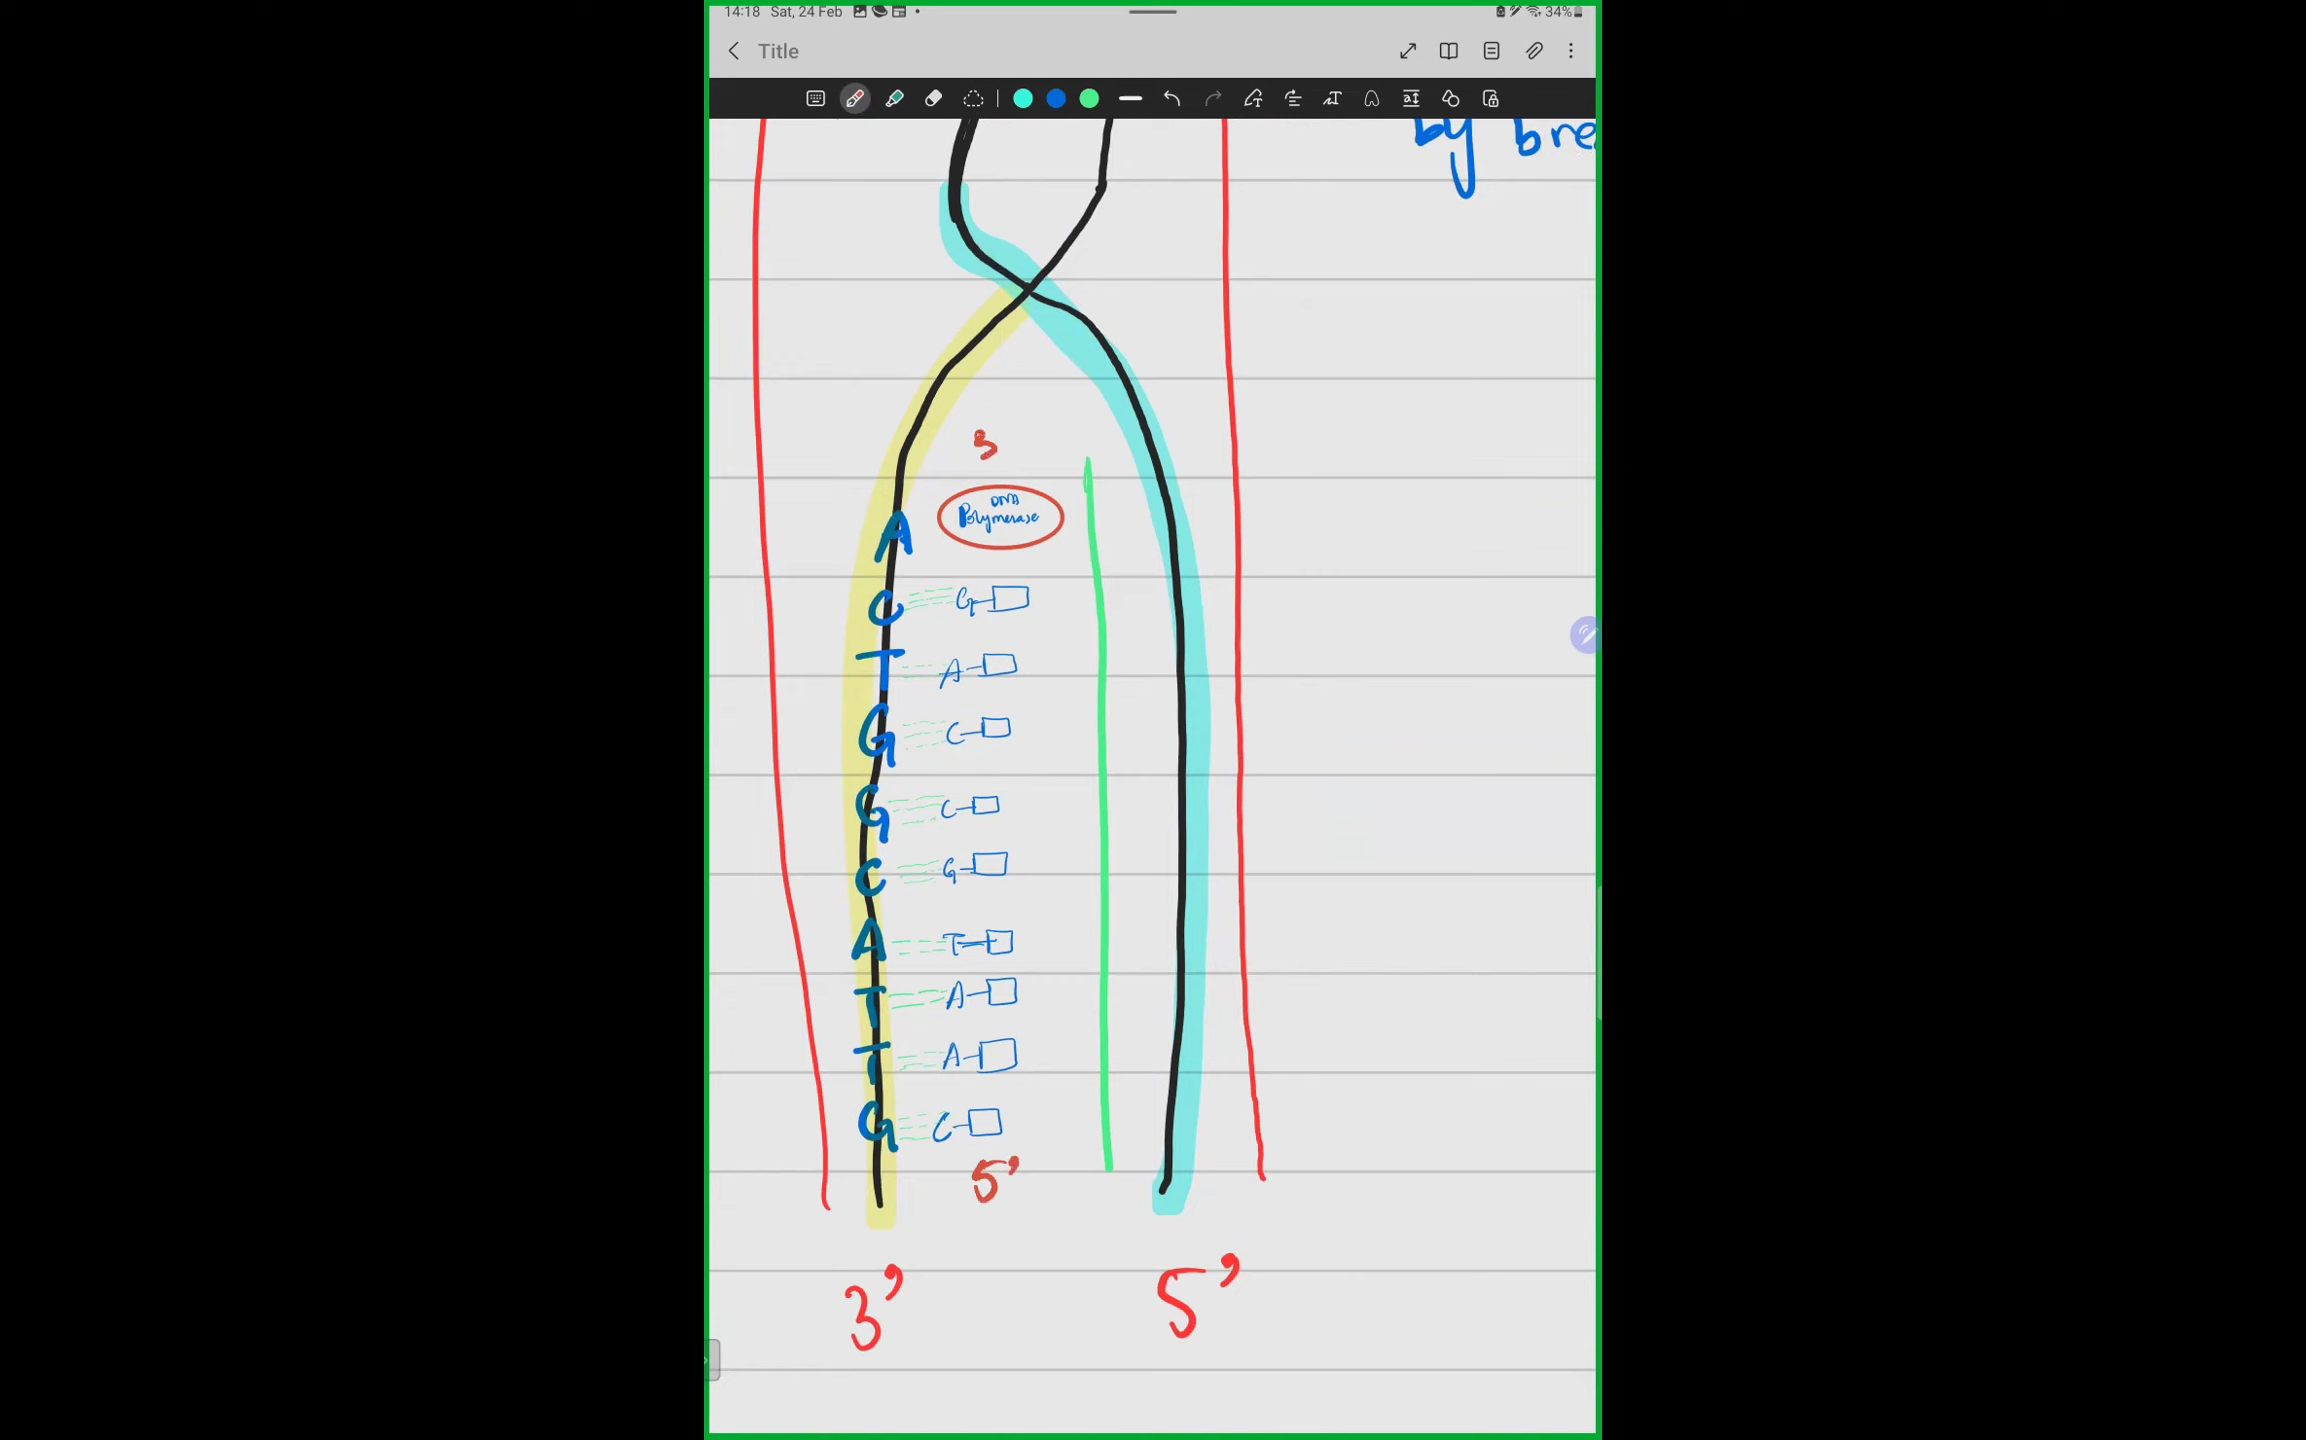 14:18 Sat, 24 Feb
34%
Title
by bre
3
DNA
Polymerase
A
C G
T A
G C
G C
C G
A T
T A
T A
G C
5’
3’ 5’